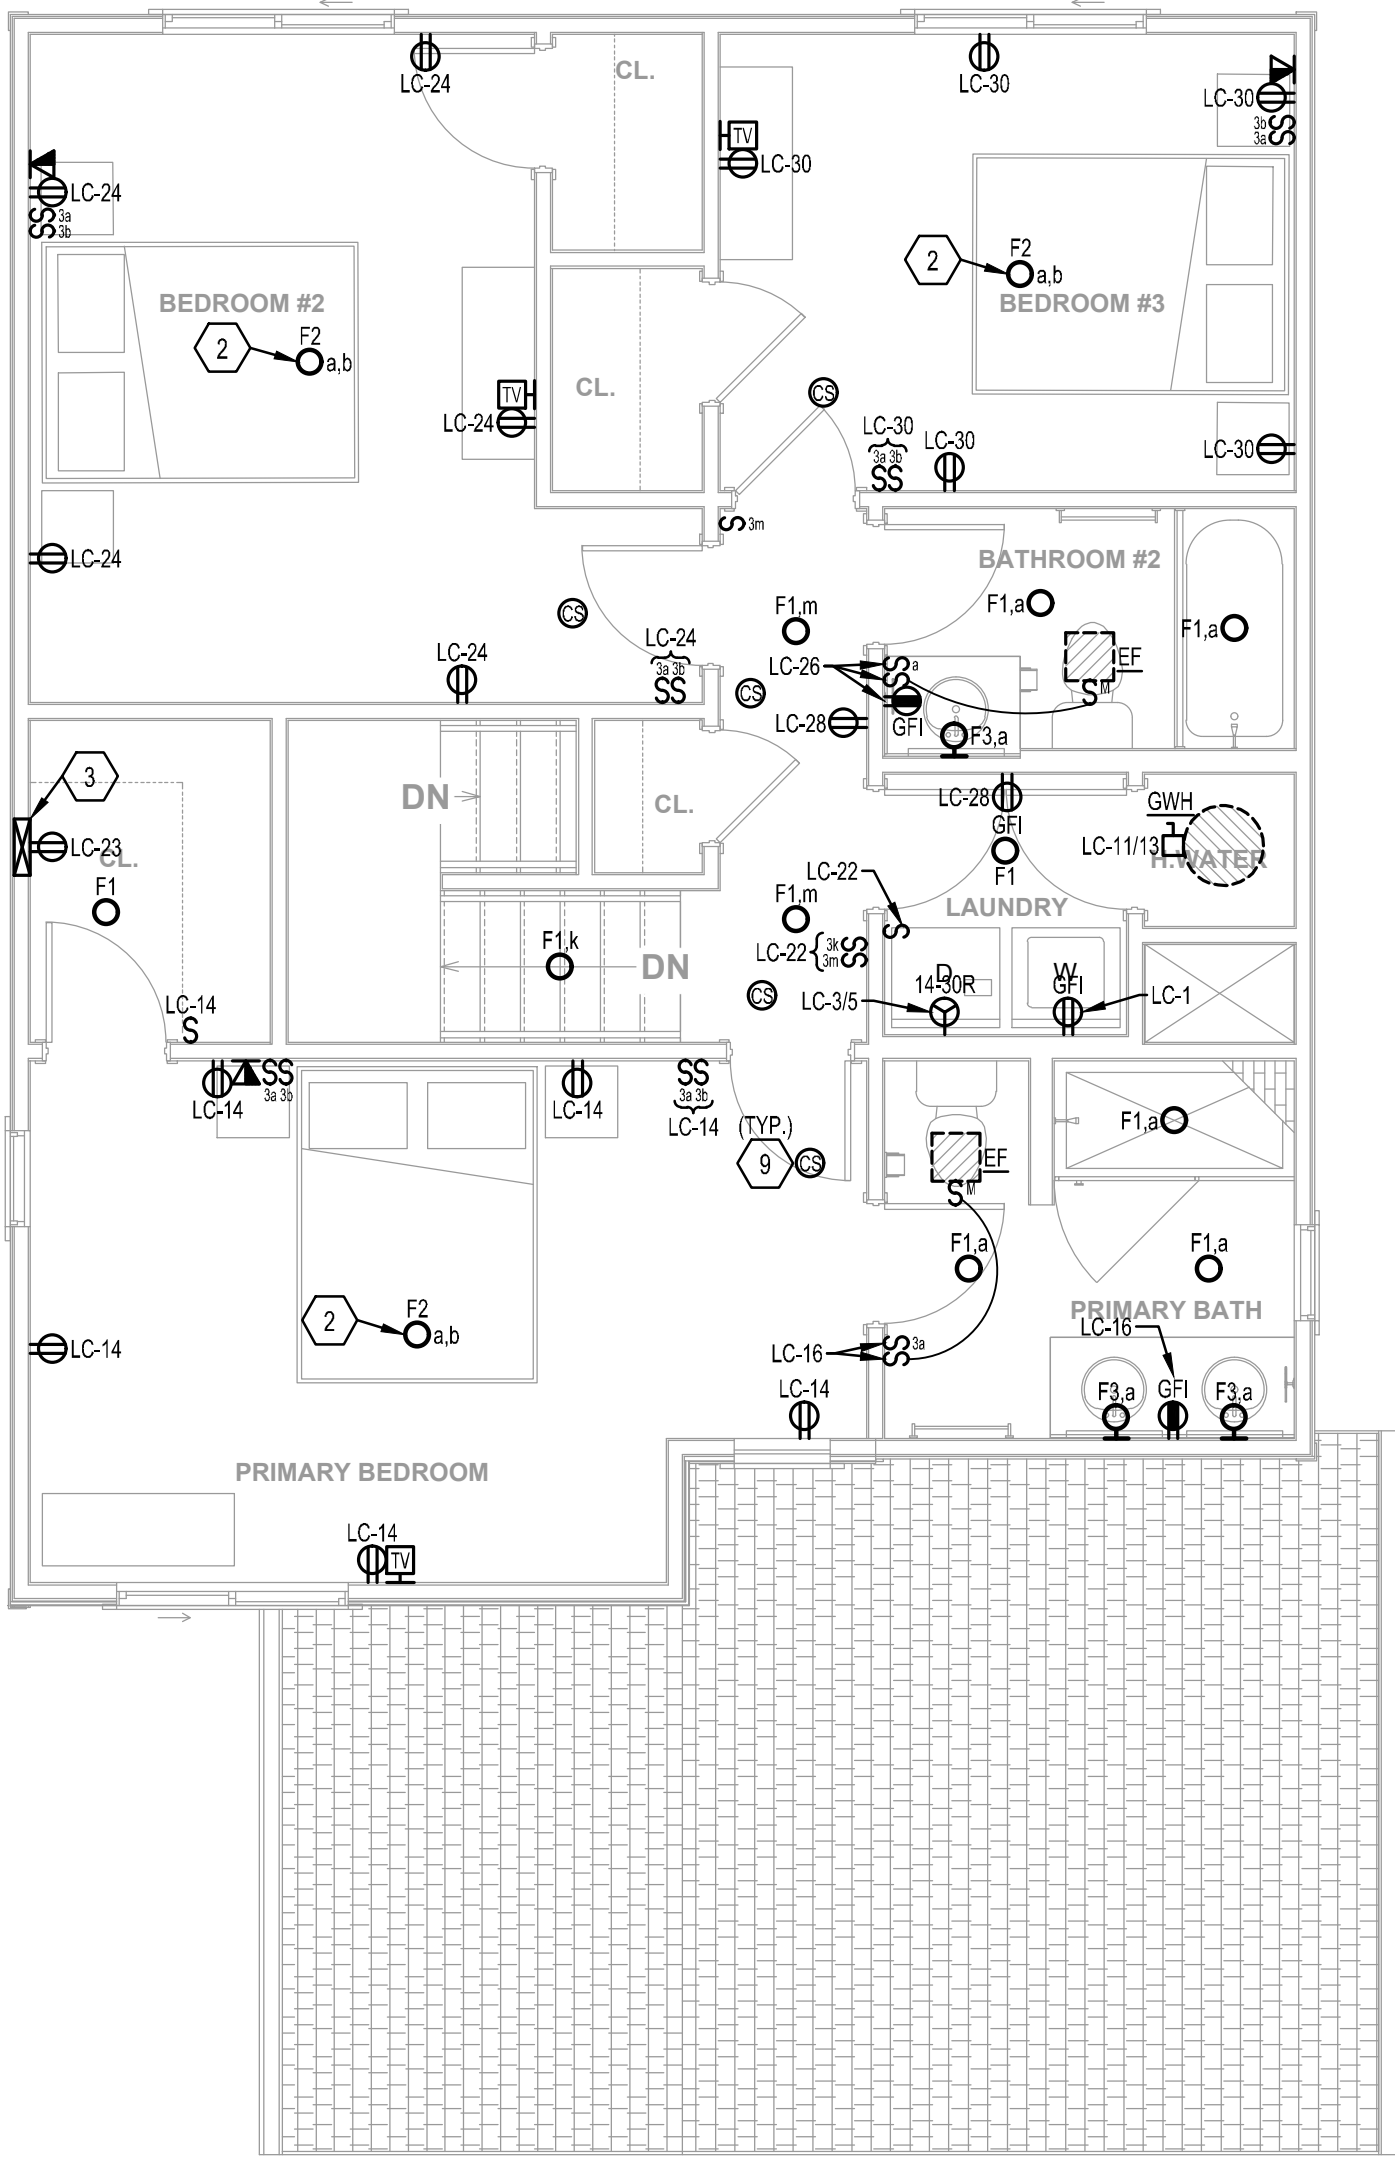 LC-24
CL.
LC-30
LC-30
3b
3a
TV
LC-30
LC-24
3a
3b
BEDROOM #2
2
F2
a,b
TV
LC-24
CL.
2
F2
a,b
BEDROOM #3
CS
LC-30
3a 3b
SS
LC-30
LC-30
S 3m
LC-24
CS
LC-24
LC-24
3a 3b
SS
F1,m
CS
BATHROOM #2
F1,a
F1,a
EF
S M
LC-26
S a
S
GFI
LC-28
F3,a
3
LC-23
CL.
F1
DN
CL.
LC-28
GFI
F1
GWH
LC-11/13
H.WATER
LC-22
S
LAUNDRY
F1,k
DN
F1,m
LC-22
3k
3m
SS
CS
LC-3/5
D
14-30R
W
GFI
LC-1
LC-14
S
LC-14
SS
3a 3b
LC-14
SS
3a 3b
LC-14
(TYP.)
9
CS
EF
S M
F1,a
F1,a
F1,a
PRIMARY BATH
LC-16
LC-14
2
F2
a,b
LC-16
S 3a
S
LC-14
F3,a
GFI
F3,a
PRIMARY BEDROOM
LC-14
TV